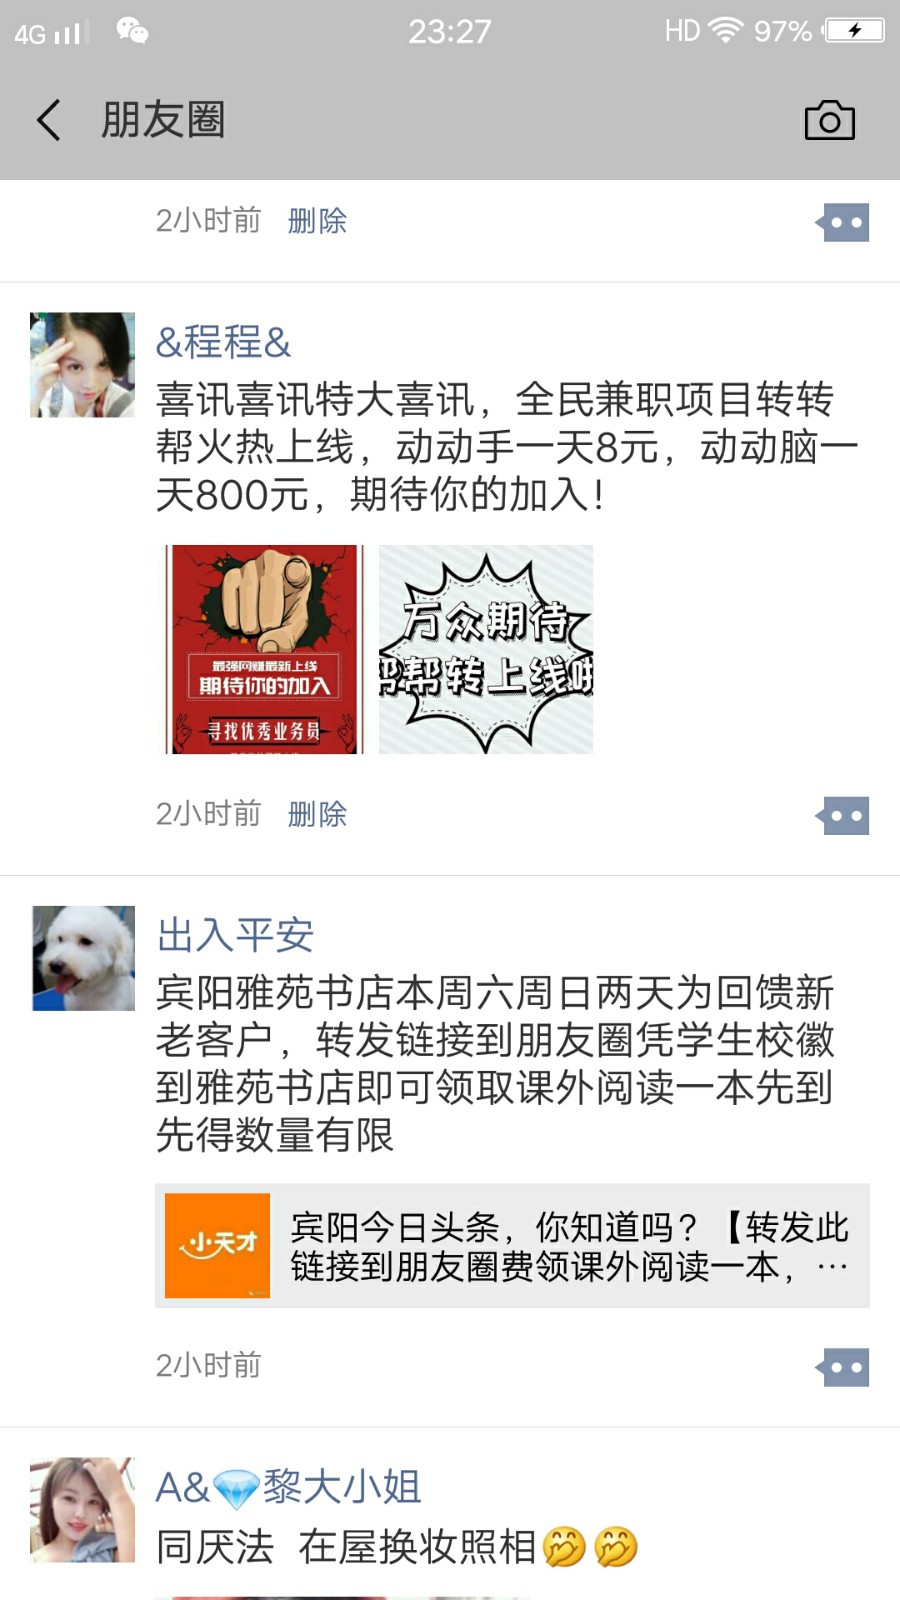 4G
23:27
HD
97%
朋友圈
2小时前 删除
&程程&
喜讯喜讯特大喜讯，全民兼职项目转转
帮火热上线，动动手一天8元，动动脑一
天800元，期待你的加入！
最强网赚最新上线
期待你的加入
寻找优秀业务员
万众期待
帮帮转上线啦
2小时前 删除
出入平安
宾阳雅苑书店本周六周日两天为回馈新
老客户，转发链接到朋友圈凭学生校徽
到雅苑书店即可领取课外阅读一本先到
先得数量有限
小天才
宾阳今日头条，你知道吗？【转发此
链接到朋友圈费领课外阅读一本，…
2小时前
A&💎黎大小姐
同厌法 在屋换妆照相🤭🤭